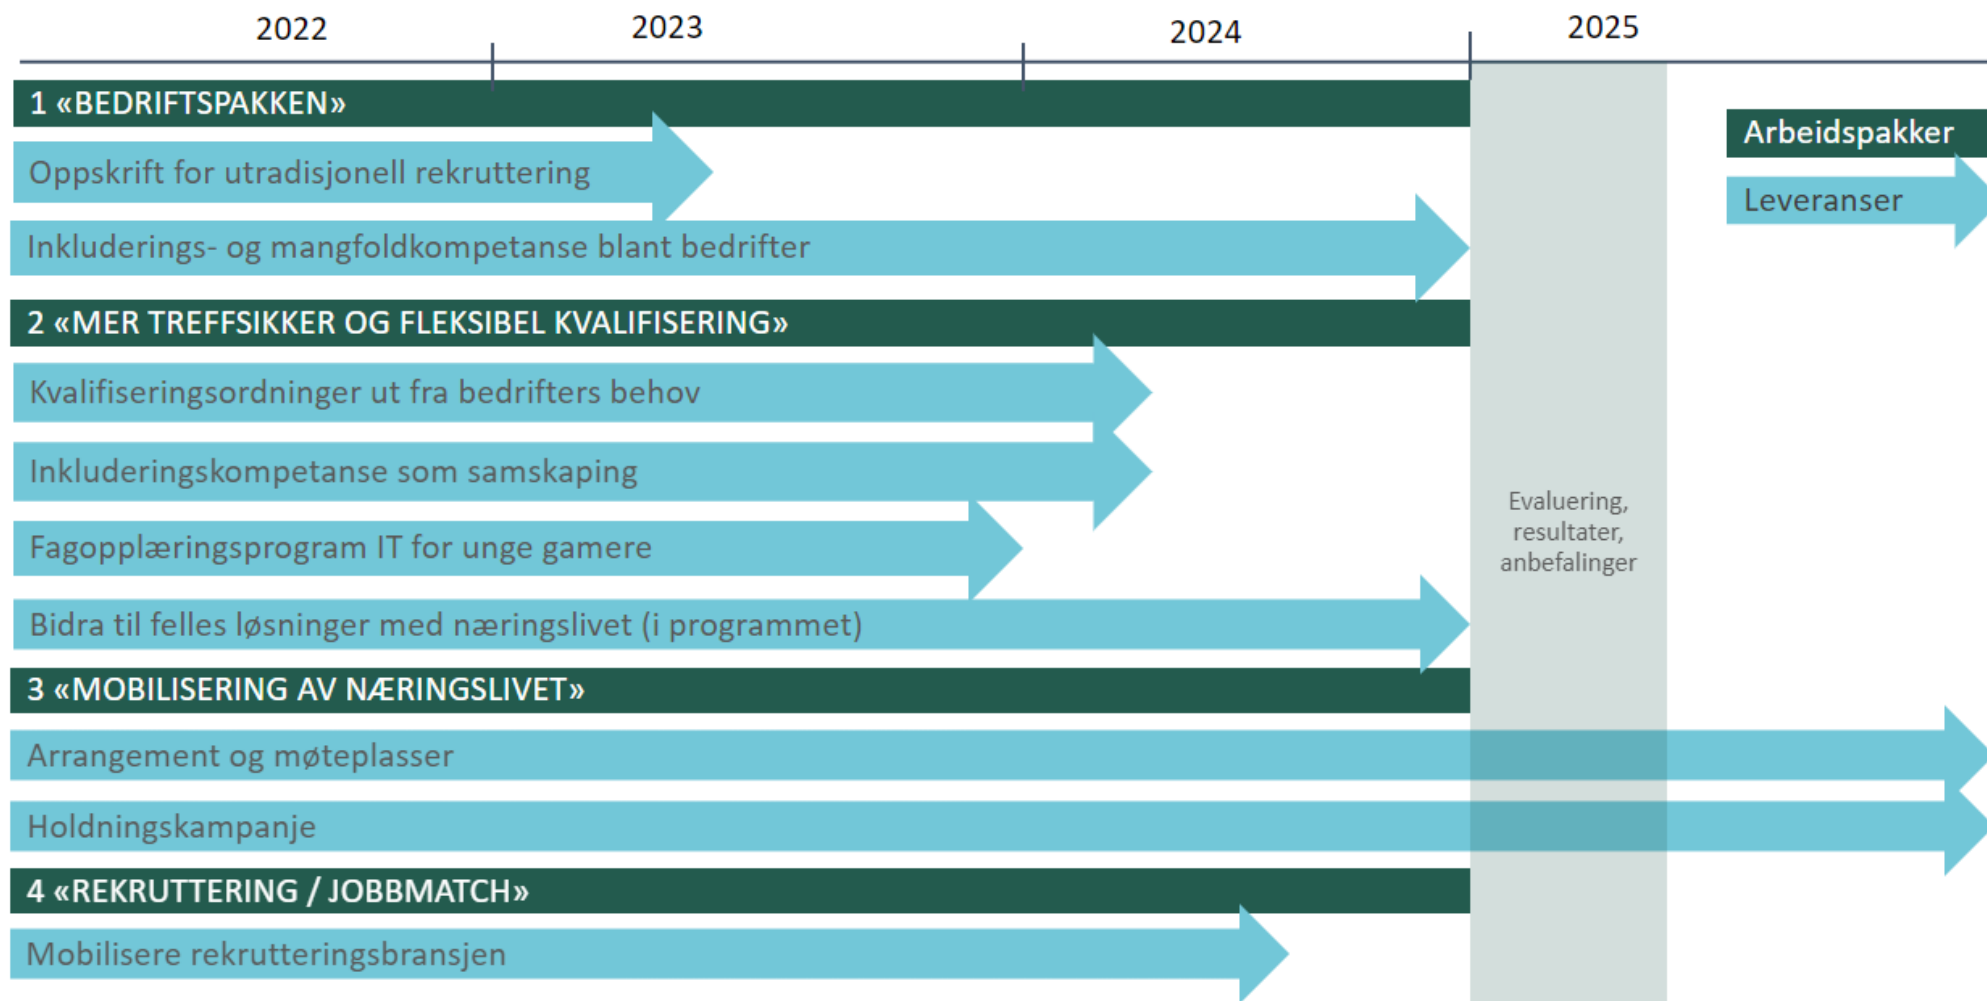 2022
2023
2024
2025
1 «BEDRIFTSPAKKEN»
Oppskrift for utradisjonell rekruttering
Inkluderings- og mangfoldkompetanse blant bedrifter
Arbeidspakker
Leveranser
2 «MER TREFFSIKKER OG FLEKSIBEL KVALIFISERING»
Kvalifiseringsordninger ut fra bedrifters behov
Inkluderingskompetanse som samskaping
Fagopplæringsprogram IT for unge gamere
Bidra til felles løsninger med næringslivet (i programmet)
Evaluering,
resultater,
anbefalinger
3 «MOBILISERING AV NÆRINGSLIVET»
Arrangement og møteplasser
Holdningskampanje
4 «REKRUTTERING / JOBBMATCH»
Mobilisere rekrutteringsbransjen